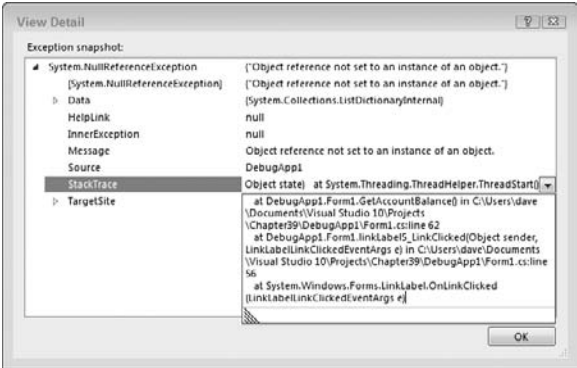 View Detail
Exception snapshot:
System.NullReferenceException {"Object reference not set to an instance of an object."}
[System.NullReferenceException] {"Object reference not set to an instance of an object."}
Data {System.Collections.ListDictionaryInternal}
HelpLink null
InnerException null
Message Object reference not set to an instance of an object.
Source DebugApp1
StackTrace Object state) at System.Threading.ThreadHelper.ThreadStart()
TargetSite
at DebugApp1.Form1.GetAccountBalance() in C:\Users\dave
\Documents\Visual Studio 10\Projects
\Chapter39\DebugApp1\Form1.cs:line 62
at DebugApp1.Form1.linkLabel5_LinkClicked(Object sender,
LinkLabelLinkClickedEventArgs e) in C:\Users\dave\Documents
\Visual Studio 10\Projects\Chapter39\DebugApp1\Form1.cs:line
56
at System.Windows.Forms.LinkLabel.OnLinkClicked
(LinkLabelLinkClickedEventArgs e)
OK